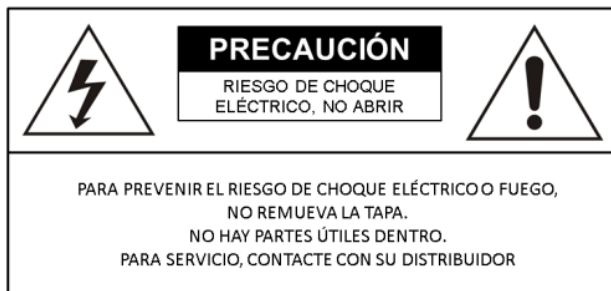 PRECAUCIÓN
RIESGO DE CHOQUE
ELÉCTRICO, NO ABRIR
PARA PREVENIR EL RIESGO DE CHOQUE ELÉCTRICO O FUEGO,
NO REMUEVA LA TAPA.
NO HAY PARTES ÚTILES DENTRO.
PARA SERVICIO, CONTACTE CON SU DISTRIBUIDOR